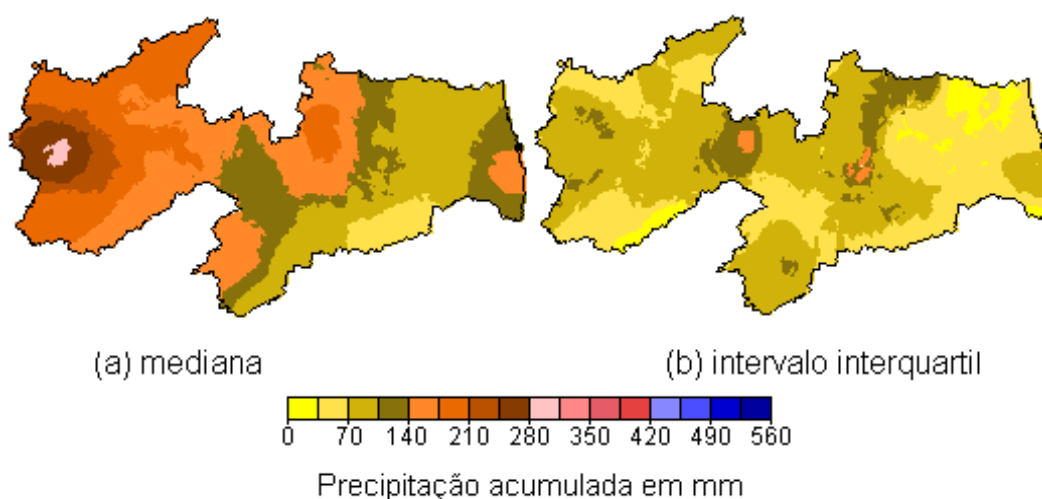 (a) mediana
(b) intervalo interquartil
0 70 140 210 280 350 420 490 560
Precipitação acumulada em mm